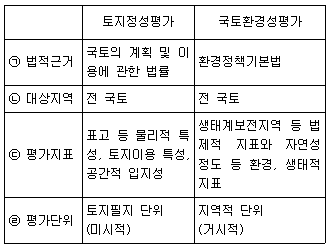 토지정성평가 국토환경성평가
㉠ 법적근거 국토의 계획 및 이용에 관한 법률 환경정책기본법
㉡ 대상지역 전 국토 전 국토
㉢ 평가지표 표고 등 물리적 특성, 토지이용 특성, 공간적 입지성 생태계보전지역 등 법제적 지표와 자연성 정도 등 환경, 생태적 지표
㉣ 평가단위 토지필지 단위 (미시적) 지역적 단위 (거시적)